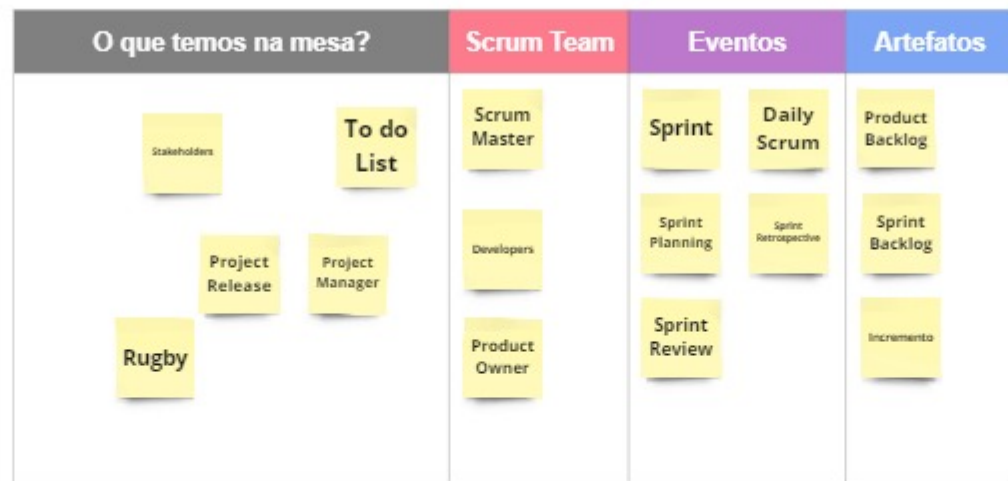 O que temos na mesa?
Scrum Team
Eventos
Artefatos
Stakeholders
To do
List
Project
Release
Project
Manager
Rugby
Scrum
Master
Developers
Product
Owner
Sprint
Daily
Scrum
Sprint
Planning
Sprint
Retrospective
Sprint
Review
Product
Backlog
Sprint
Backlog
Incremento